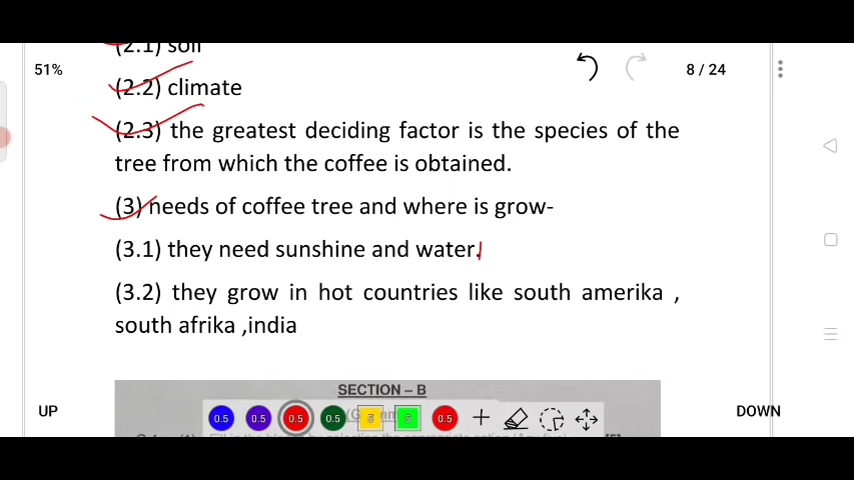 (2.1) soil
51%
8 / 24
(2.2) climate
(2.3) the greatest deciding factor is the species of the
tree from which the coffee is obtained.
(3) needs of coffee tree and where is grow-
(3.1) they need sunshine and water.
(3.2) they grow in hot countries like south amerika ,
south afrika ,india
SECTION – B
UP
0.5 0.5 0.5 0.5 5 5 0.5
DOWN